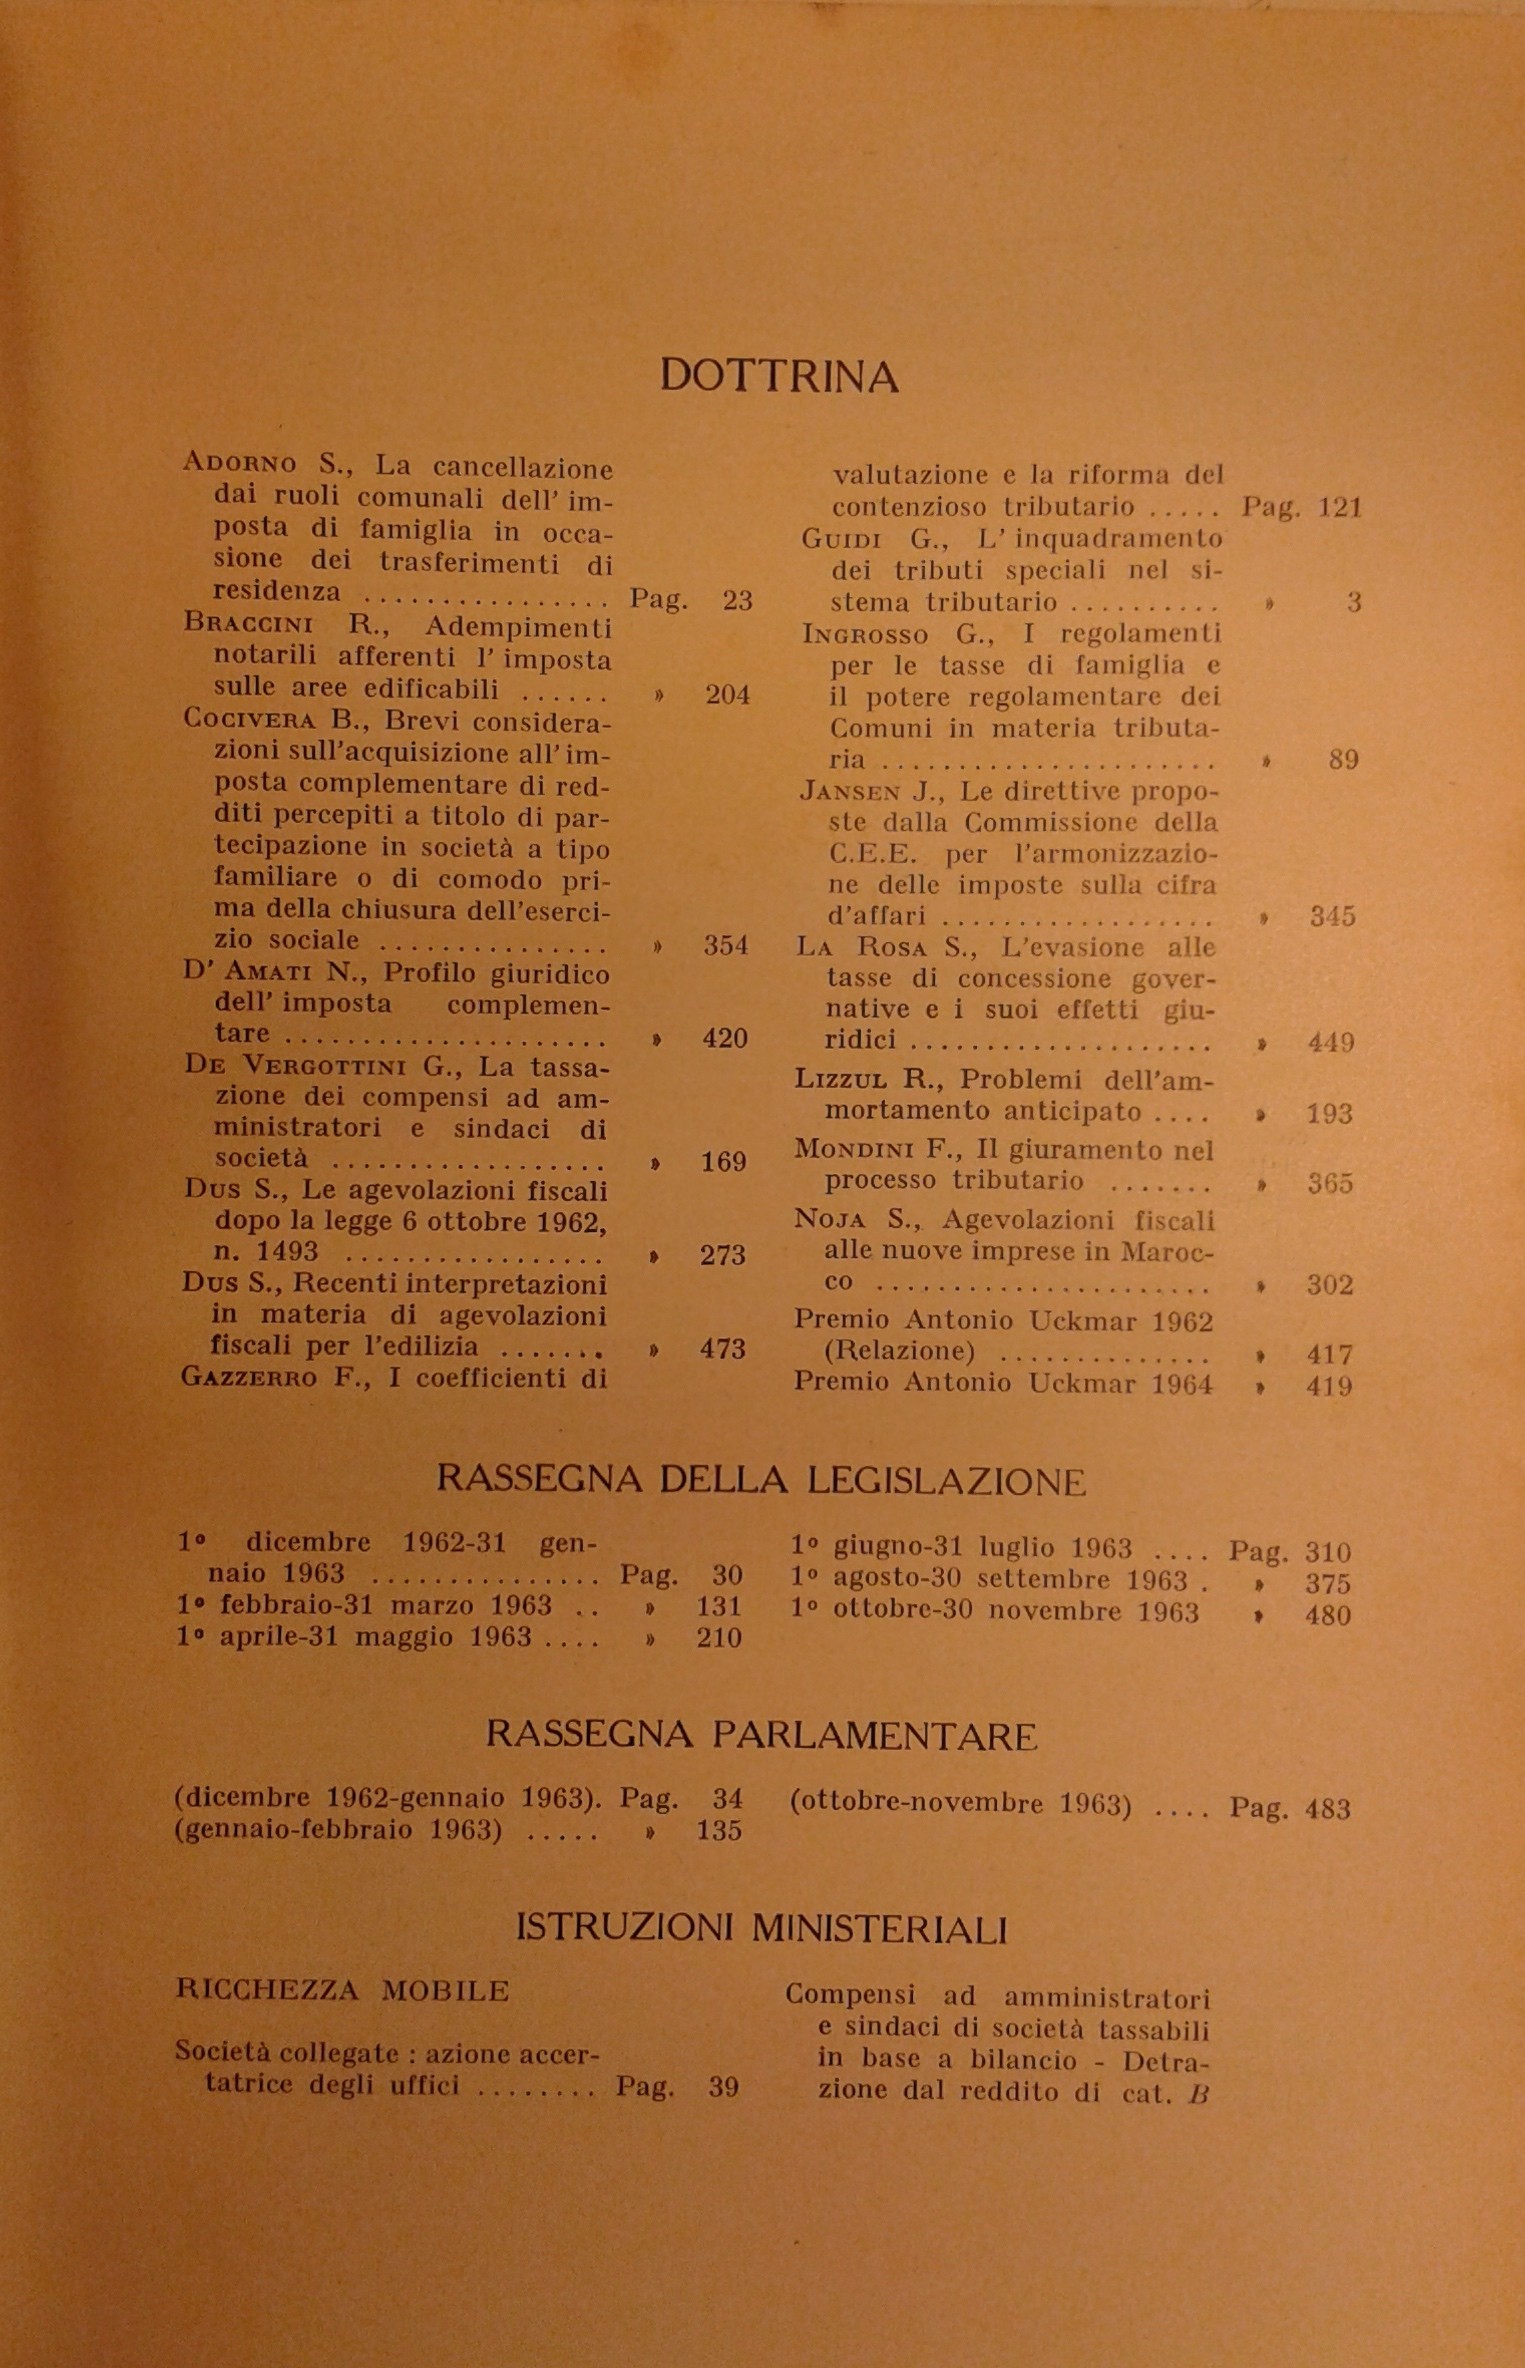 DOTTRINA
ADORNO S., La cancellazione
dai ruoli comunali dell' im-
posta di famiglia in occa-
sione dei trasferimenti di
residenza ................ Pag. 23
BRACCINI R., Adempimenti
notarili afferenti l' imposta
sulle aree edificabili ...... » 204
COCIVERA B., Brevi considera-
zioni sull'acquisizione all' im-
posta complementare di red-
diti percepiti a titolo di par-
tecipazione in società a tipo
familiare o di comodo pri-
ma della chiusura dell'eserci-
zio sociale ............... » 354
D' AMATI N., Profilo giuridico
dell' imposta complemen-
tare ..................... » 420
DE VERGOTTINI G., La tassa-
zione dei compensi ad am-
ministratori e sindaci di
società .................. » 169
DUS S., Le agevolazioni fiscali
dopo la legge 6 ottobre 1962,
n. 1493 ................. » 273
DUS S., Recenti interpretazioni
in materia di agevolazioni
fiscali per l'edilizia ....... » 473
GAZZERRO F., I coefficienti di
valutazione e la riforma del
contenzioso tributario ..... Pag. 121
GUIDI G., L' inquadramento
dei tributi speciali nel si-
stema tributario .......... » 3
INGROSSO G., I regolamenti
per le tasse di famiglia e
il potere regolamentare dei
Comuni in materia tributa-
ria ...................... » 89
JANSEN J., Le direttive propo-
ste dalla Commissione della
C.E.E. per l'armonizzazio-
ne delle imposte sulla cifra
d'affari .................. » 345
LA ROSA S., L'evasione alle
tasse di concessione gover-
native e i suoi effetti giu-
ridici .................... » 449
LIZZUL R., Problemi dell'am-
mortamento anticipato .... » 193
MONDINI F., Il giuramento nel
processo tributario ....... » 365
NOJA S., Agevolazioni fiscali
alle nuove imprese in Maroc-
co ...................... » 302
Premio Antonio Uckmar 1962
(Relazione) .............. » 417
Premio Antonio Uckmar 1964 » 419
RASSEGNA DELLA LEGISLAZIONE
1º dicembre 1962-31 gen-
naio 1963 ............... Pag. 30
1º febbraio-31 marzo 1963 .. » 131
1º aprile-31 maggio 1963 .... » 210
1º giugno-31 luglio 1963 .... Pag. 310
1º agosto-30 settembre 1963 . » 375
1º ottobre-30 novembre 1963 » 480
RASSEGNA PARLAMENTARE
(dicembre 1962-gennaio 1963). Pag. 34
(gennaio-febbraio 1963) ..... » 135
(ottobre-novembre 1963) .... Pag. 483
ISTRUZIONI MINISTERIALI
RICCHEZZA MOBILE
Società collegate : azione accer-
tatrice degli uffici ........ Pag. 39
Compensi ad amministratori
e sindaci di società tassabili
in base a bilancio - Detra-
zione dal reddito di cat. B